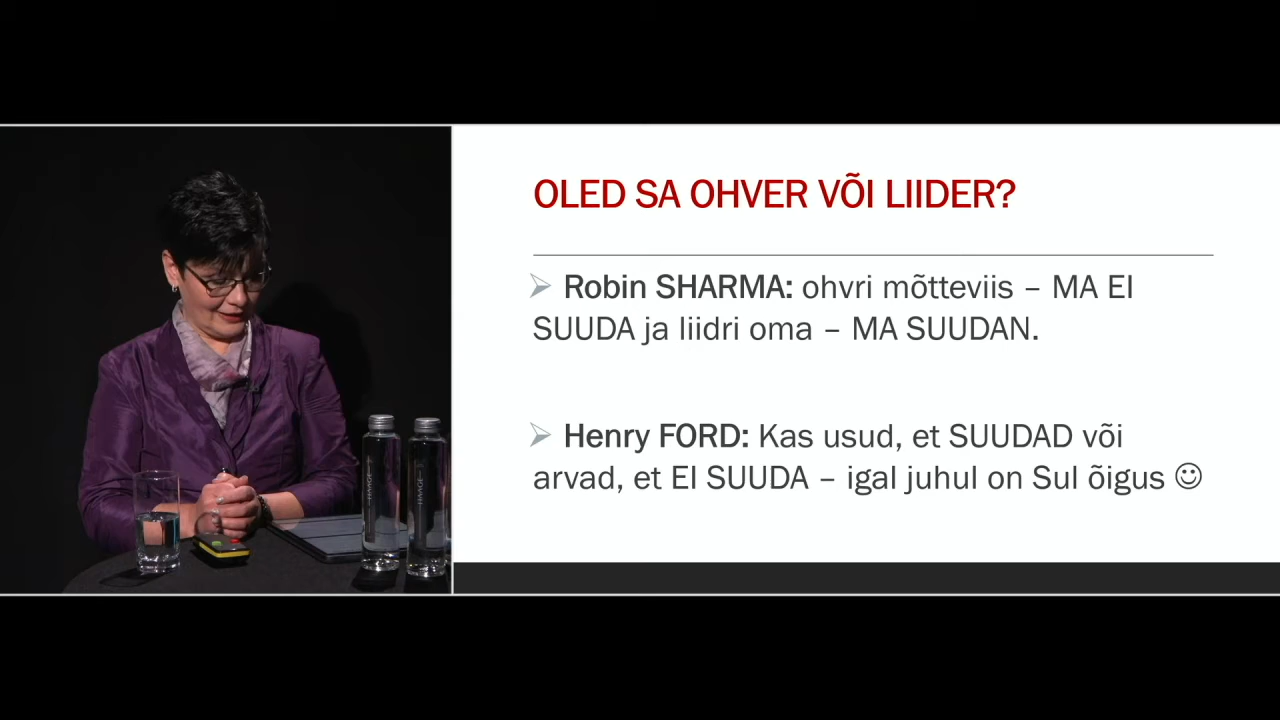 OLED SA OHVER VÕI LIIDER?
Robin SHARMA: ohvri mõtteviis – MA EI
SUUDA ja liidri oma – MA SUUDAN.
Henry FORD: Kas usud, et SUUDAD või
arvad, et EI SUUDA – igal juhul on Sul õigus ☺